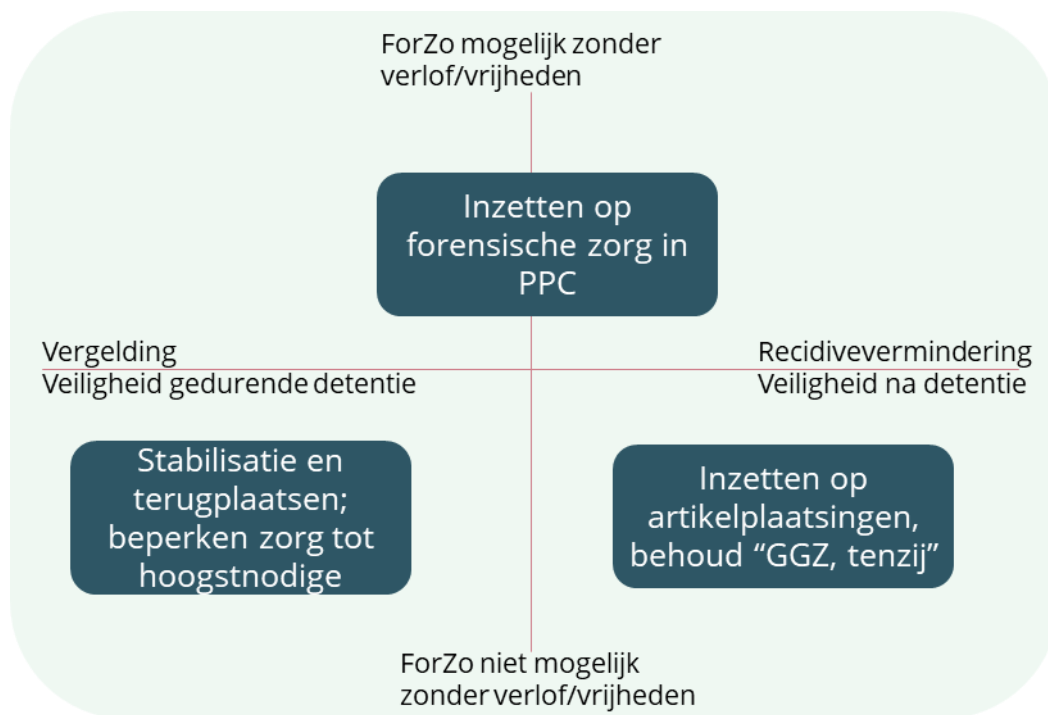 ForZo mogelijk zonder
verlof/vrijheden
Inzetten op
forensische zorg in
PPC
Vergelding
Veiligheid gedurende detentie
Recidivevermindering
Veiligheid na detentie
Stabilisatie en
terugplaatsen;
beperken zorg tot
hoogstnodige
Inzetten op
artikelplaatsingen,
behoud “GGZ, tenzij”
ForZo niet mogelijk
zonder verlof/vrijheden